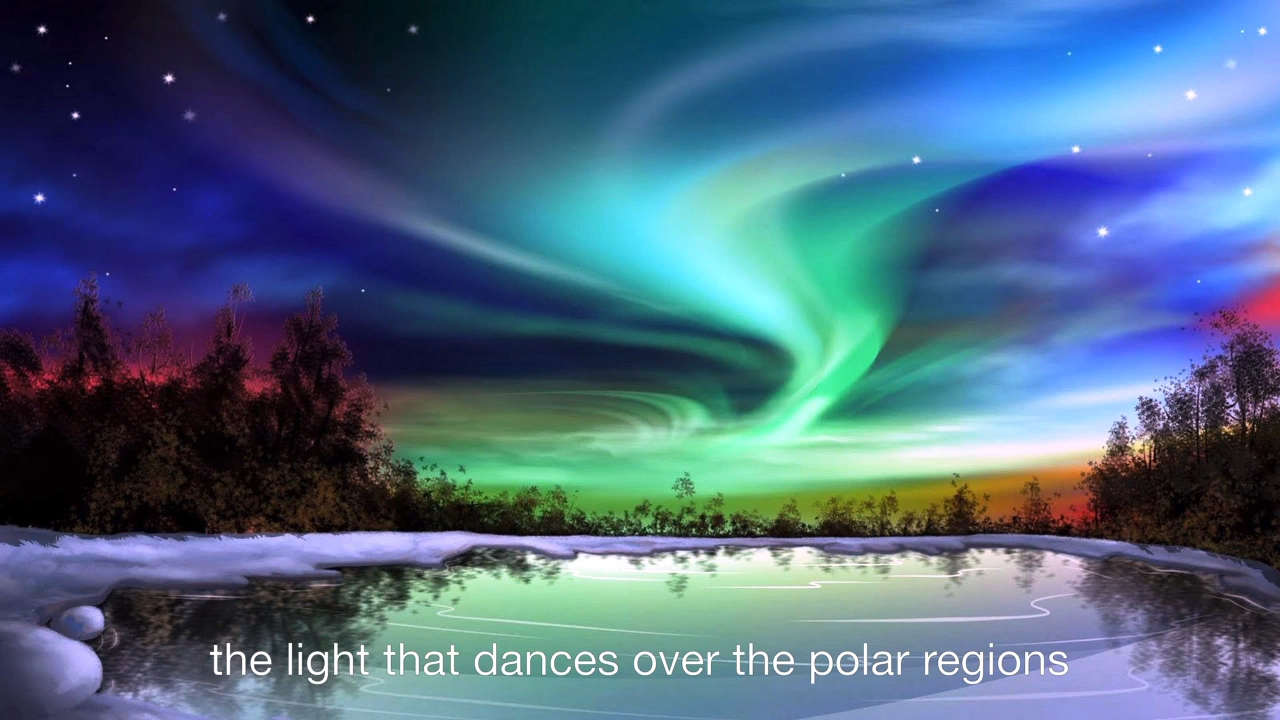 the light that dances over the polar regions